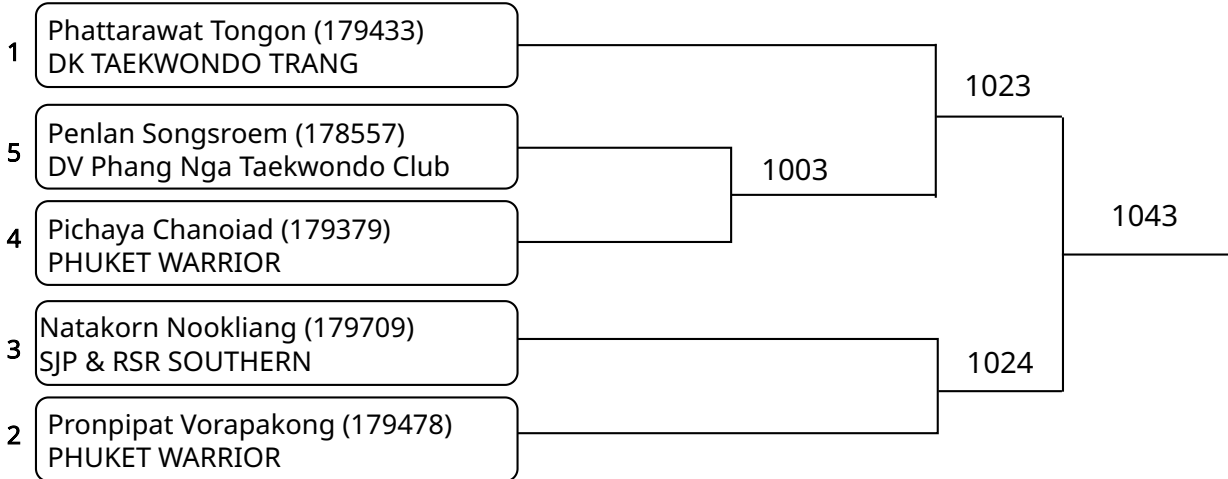 1
Phattarawat Tongon (179433)
DK TAEKWONDO TRANG
1023
5
Penlan Songsroem (178557)
DV Phang Nga Taekwondo Club
1003
4
Pichaya Chanoiad (179379)
PHUKET WARRIOR
1043
3
Natakorn Nookliang (179709)
SJP & RSR SOUTHERN
1024
2
Pronpipat Vorapakong (179478)
PHUKET WARRIOR